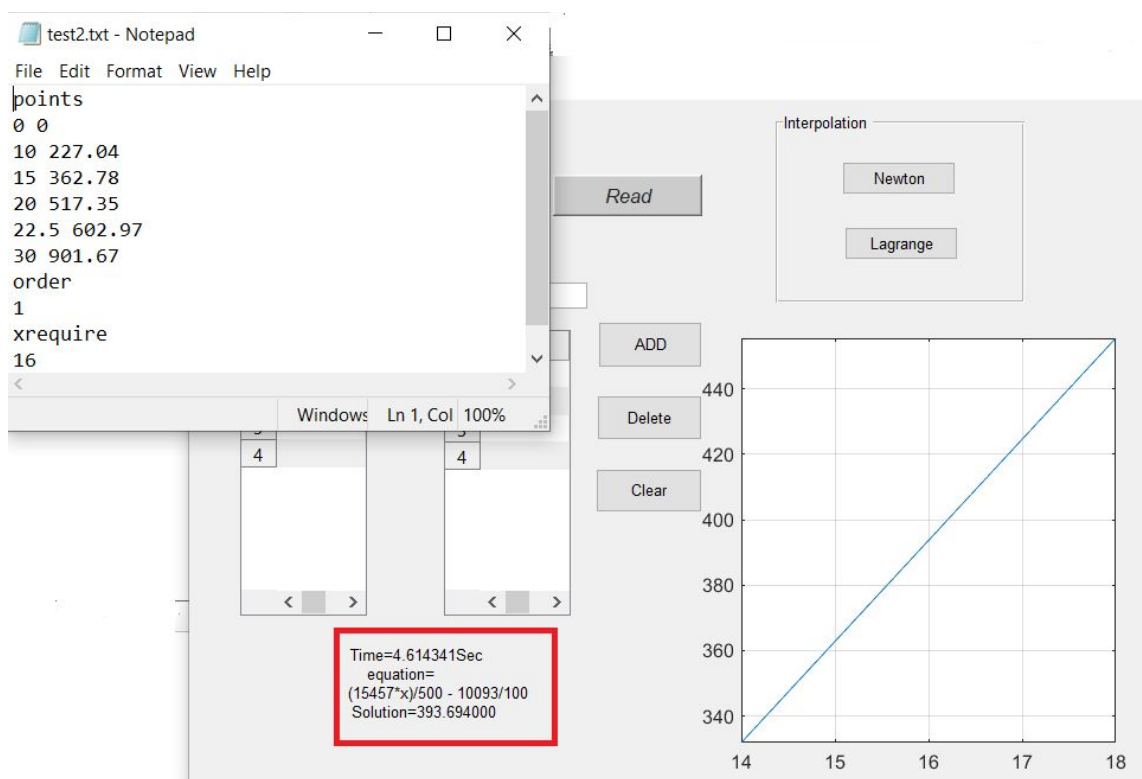 test2.txt - Notepad
File Edit Format View Help
points
0 0
10 227.04
15 362.78
20 517.35
22.5 602.97
30 901.67
order
1
xrequire
16
Windows Ln 1, Col 100%
Interpolation
Newton
Lagrange
Read
ADD
Delete
Clear
4 4
Time=4.614341Sec
equation=
(15457*x)/500 - 10093/100
Solution=393.694000
440
420
400
380
360
340
14 15 16 17 18